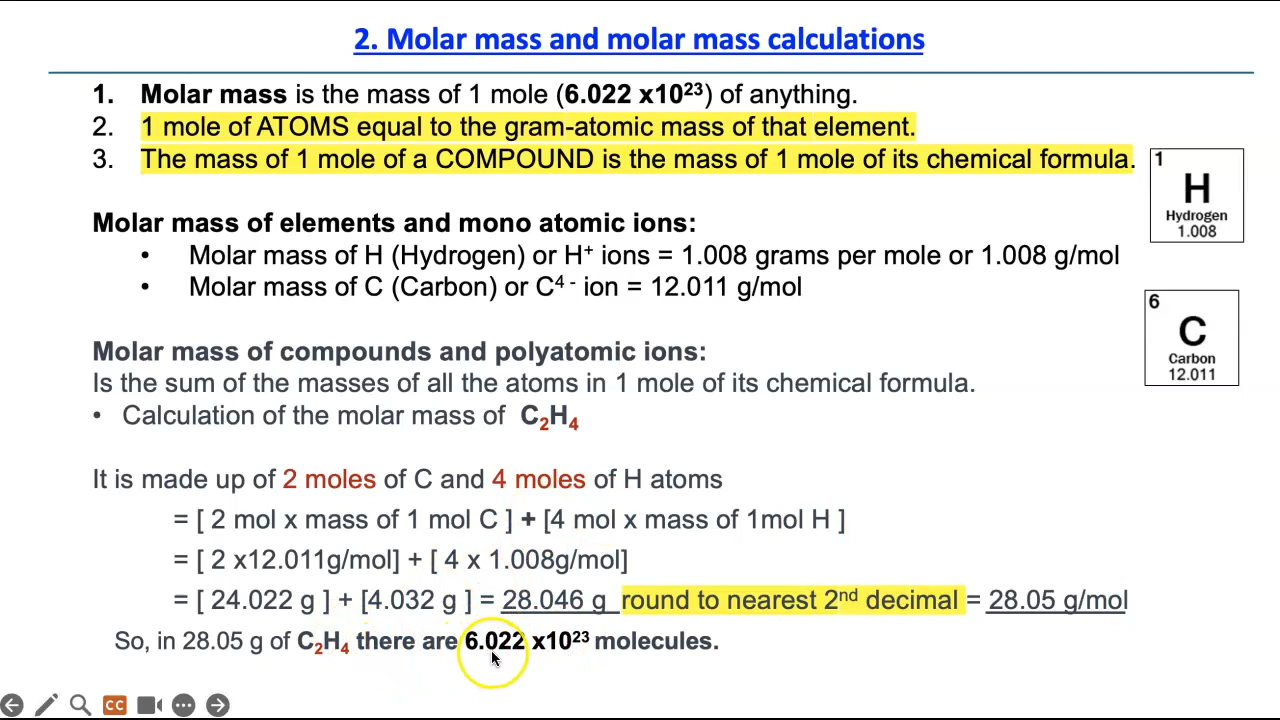 2. Molar mass and molar mass calculations
1. Molar mass is the mass of 1 mole (6.022 x10²³) of anything.
2. 1 mole of ATOMS equal to the gram-atomic mass of that element.
3. The mass of 1 mole of a COMPOUND is the mass of 1 mole of its chemical formula.
1
H
Hydrogen
1.008
Molar mass of elements and mono atomic ions:
• Molar mass of H (Hydrogen) or H⁺ ions = 1.008 grams per mole or 1.008 g/mol
• Molar mass of C (Carbon) or C⁴ ⁻ ion = 12.011 g/mol
6
C
Carbon
12.011
Molar mass of compounds and polyatomic ions:
Is the sum of the masses of all the atoms in 1 mole of its chemical formula.
• Calculation of the molar mass of C₂H₄
It is made up of 2 moles of C and 4 moles of H atoms
= [ 2 mol x mass of 1 mol C ] + [4 mol x mass of 1mol H ]
= [ 2 x12.011g/mol] + [ 4 x 1.008g/mol]
= [ 24.022 g ] + [4.032 g ] = 28.046 g round to nearest 2ⁿᵈ decimal = 28.05 g/mol
So, in 28.05 g of C₂H₄ there are 6.022 x10²³ molecules.
CC